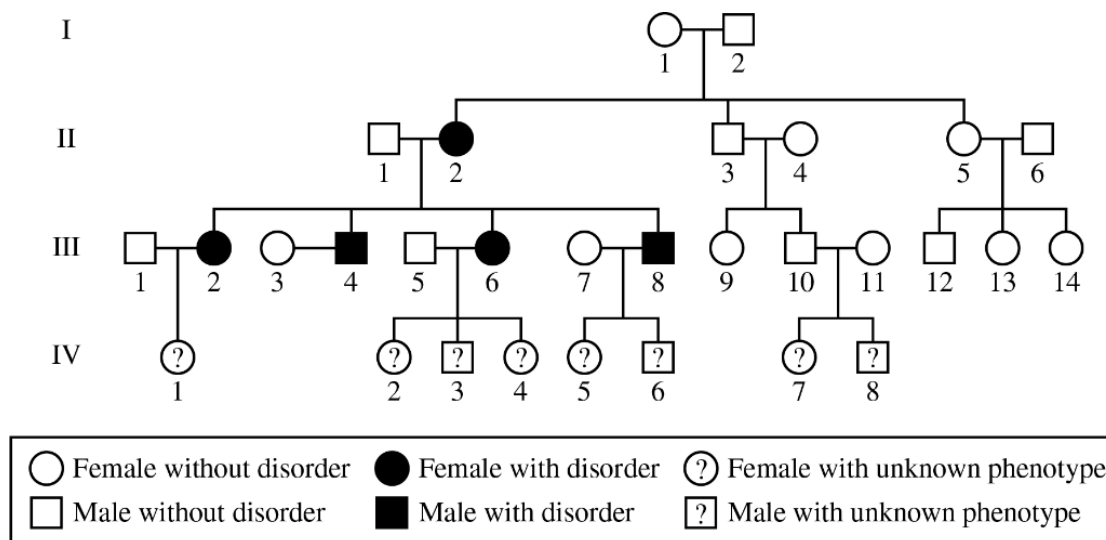 I
1 2
II
1 2 3 4 5 6
III
1 2 3 4 5 6 7 8 9 10 11 12 13 14
IV
? ? ? ? ? ? ? ?
1 2 3 4 5 6 7 8
Female without disorder Female with disorder ? Female with unknown phenotype
Male without disorder Male with disorder ? Male with unknown phenotype